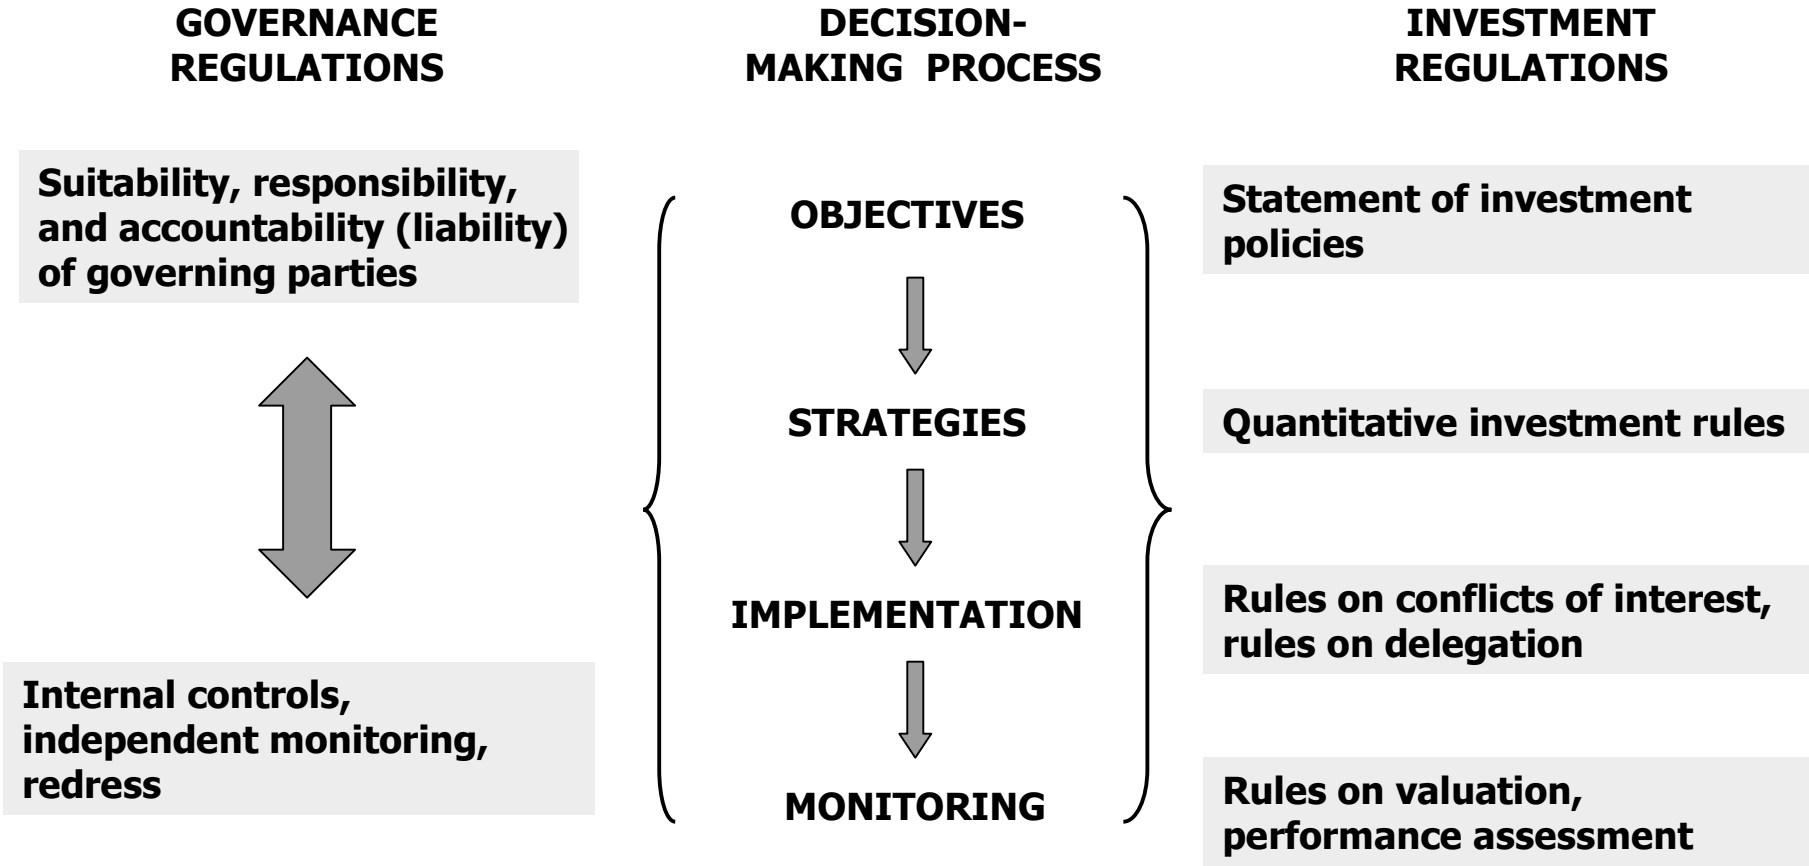 GOVERNANCE
REGULATIONS
DECISION-
MAKING PROCESS
INVESTMENT
REGULATIONS
Suitability, responsibility,
and accountability (liability)
of governing parties
Internal controls,
independent monitoring,
redress
OBJECTIVES
STRATEGIES
IMPLEMENTATION
MONITORING
Statement of investment
policies
Quantitative investment rules
Rules on conflicts of interest,
rules on delegation
Rules on valuation,
performance assessment